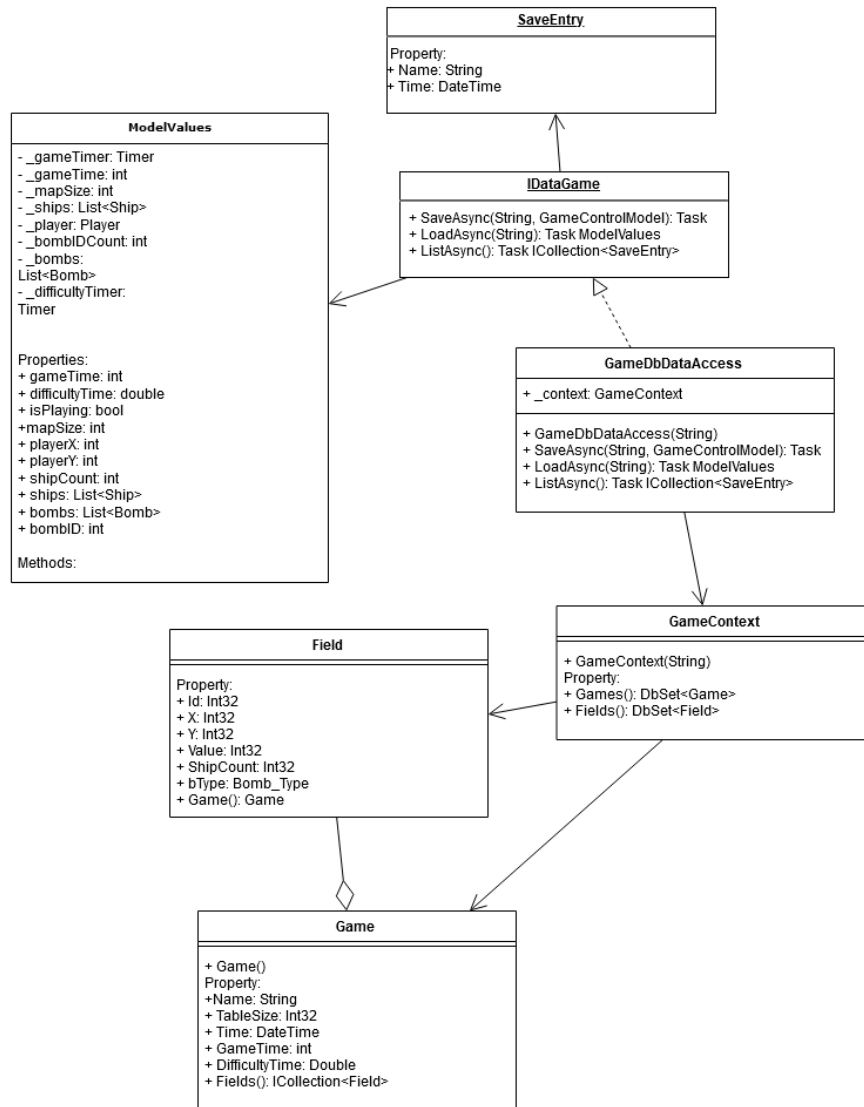 SaveEntry
Property:
+ Name: String
+ Time: DateTime
ModelValues
- _gameTimer: Timer
- _gameTime: int
- _mapSize: int
- _ships: List<Ship>
- _player: Player
- _bombIDCount: int
- _bombs:
List<Bomb>
- _difficultyTimer:
Timer
Properties:
+ gameTime: int
+ difficultyTime: double
+ isPlaying: bool
+mapSize: int
+ playerX: int
+ playerY: int
+ shipCount: int
+ ships: List<Ship>
+ bombs: List<Bomb>
+ bombID: int
Methods:
IDataGame
+ SaveAsync(String, GameControlModel): Task
+ LoadAsync(String): Task ModelValues
+ ListAsync(): Task ICollection<SaveEntry>
GameDbDataAccess
+ _context: GameContext
+ GameDbDataAccess(String)
+ SaveAsync(String, GameControlModel): Task
+ LoadAsync(String): Task ModelValues
+ ListAsync(): Task ICollection<SaveEntry>
GameContext
+ GameContext(String)
Property:
+ Games(): DbSet<Game>
+ Fields(): DbSet<Field>
Field
Property:
+ Id: Int32
+ X: Int32
+ Y: Int32
+ Value: Int32
+ ShipCount: Int32
+ bType: Bomb_Type
+ Game(): Game
Game
+ Game()
Property:
+Name: String
+ TableSize: Int32
+ Time: DateTime
+ GameTime: int
+ DifficultyTime: Double
+ Fields(): ICollection<Field>